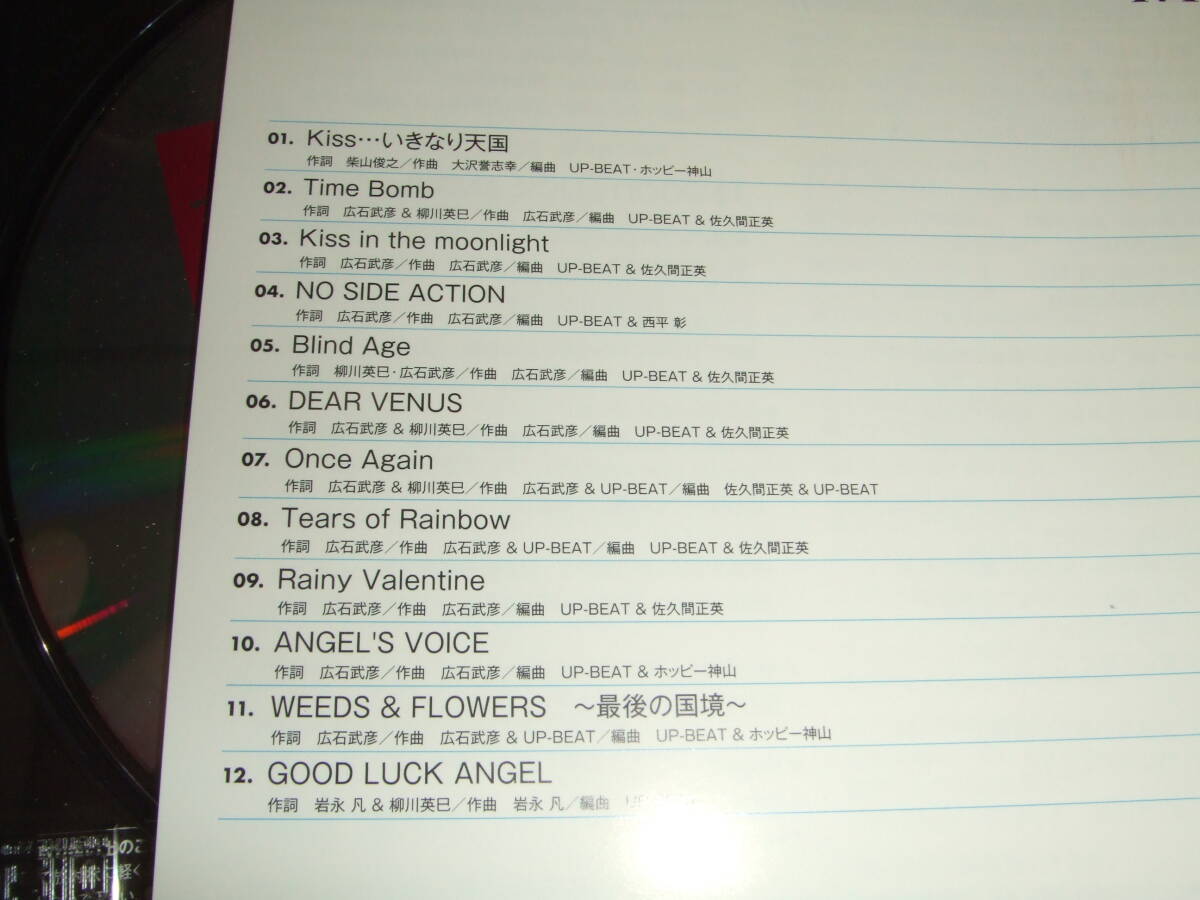 01. Kiss…いきなり天国
作詞 柴山俊之／作曲 大沢誉志幸／編曲 UP-BEAT・ホッピー神山
02. Time Bomb
作詞 広石武彦 & 柳川英巳／作曲 広石武彦／編曲 UP-BEAT & 佐久間正英
03. Kiss in the moonlight
作詞 広石武彦／作曲 広石武彦／編曲 UP-BEAT & 佐久間正英
04. NO SIDE ACTION
作詞 広石武彦／作曲 広石武彦／編曲 UP-BEAT & 西平 彰
05. Blind Age
作詞 柳川英巳・広石武彦／作曲 広石武彦／編曲 UP-BEAT & 佐久間正英
06. DEAR VENUS
作詞 広石武彦 & 柳川英巳／作曲 広石武彦／編曲 UP-BEAT & 佐久間正英
07. Once Again
作詞 広石武彦 & 柳川英巳／作曲 広石武彦 & UP-BEAT／編曲 佐久間正英 & UP-BEAT
08. Tears of Rainbow
作詞 広石武彦／作曲 広石武彦 & UP-BEAT／編曲 UP-BEAT & 佐久間正英
09. Rainy Valentine
作詞 広石武彦／作曲 広石武彦／編曲 UP-BEAT & 佐久間正英
10. ANGEL'S VOICE
作詞 広石武彦／作曲 広石武彦／編曲 UP-BEAT & ホッピー神山
11. WEEDS & FLOWERS ～最後の国境～
作詞 広石武彦／作曲 広石武彦 & UP-BEAT／編曲 UP-BEAT & ホッピー神山
12. GOOD LUCK ANGEL
作詞 岩永 凡 & 柳川英巳／作曲 岩永 凡／編曲